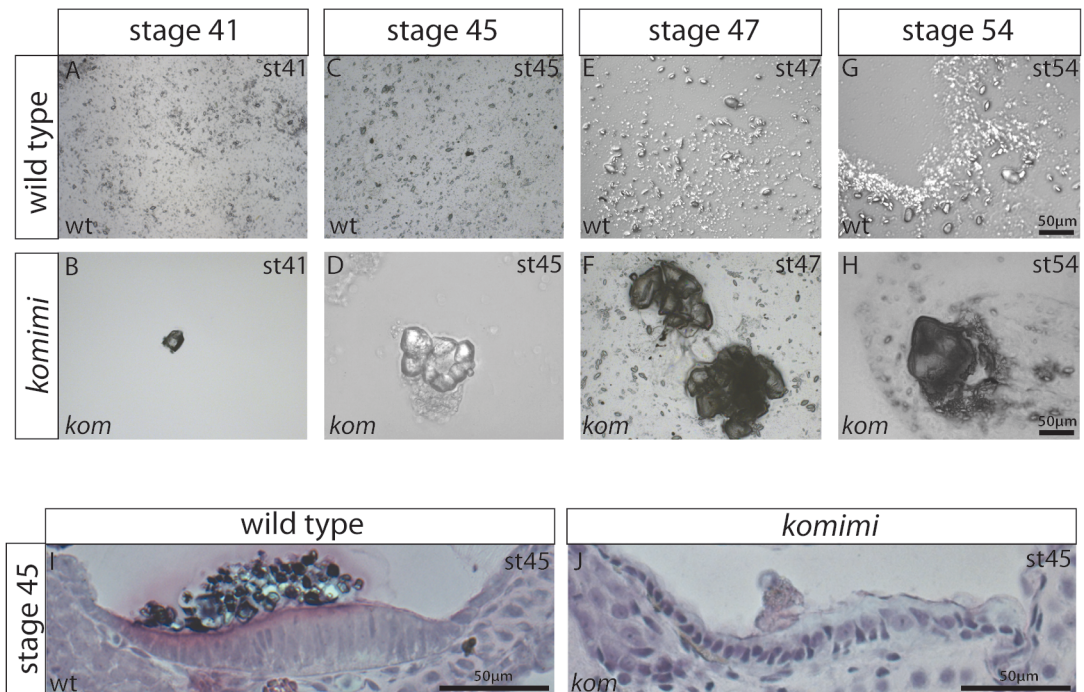 stage 41 stage 45 stage 47 stage 54
wild type
A st41 C st45 E st47 G st54
wt wt wt wt 50μm
komimi
B st41 D st45 F st47 H st54
kom kom kom kom 50μm
wild type komimi
stage 45
I st45 J st45
wt 50μm kom 50μm